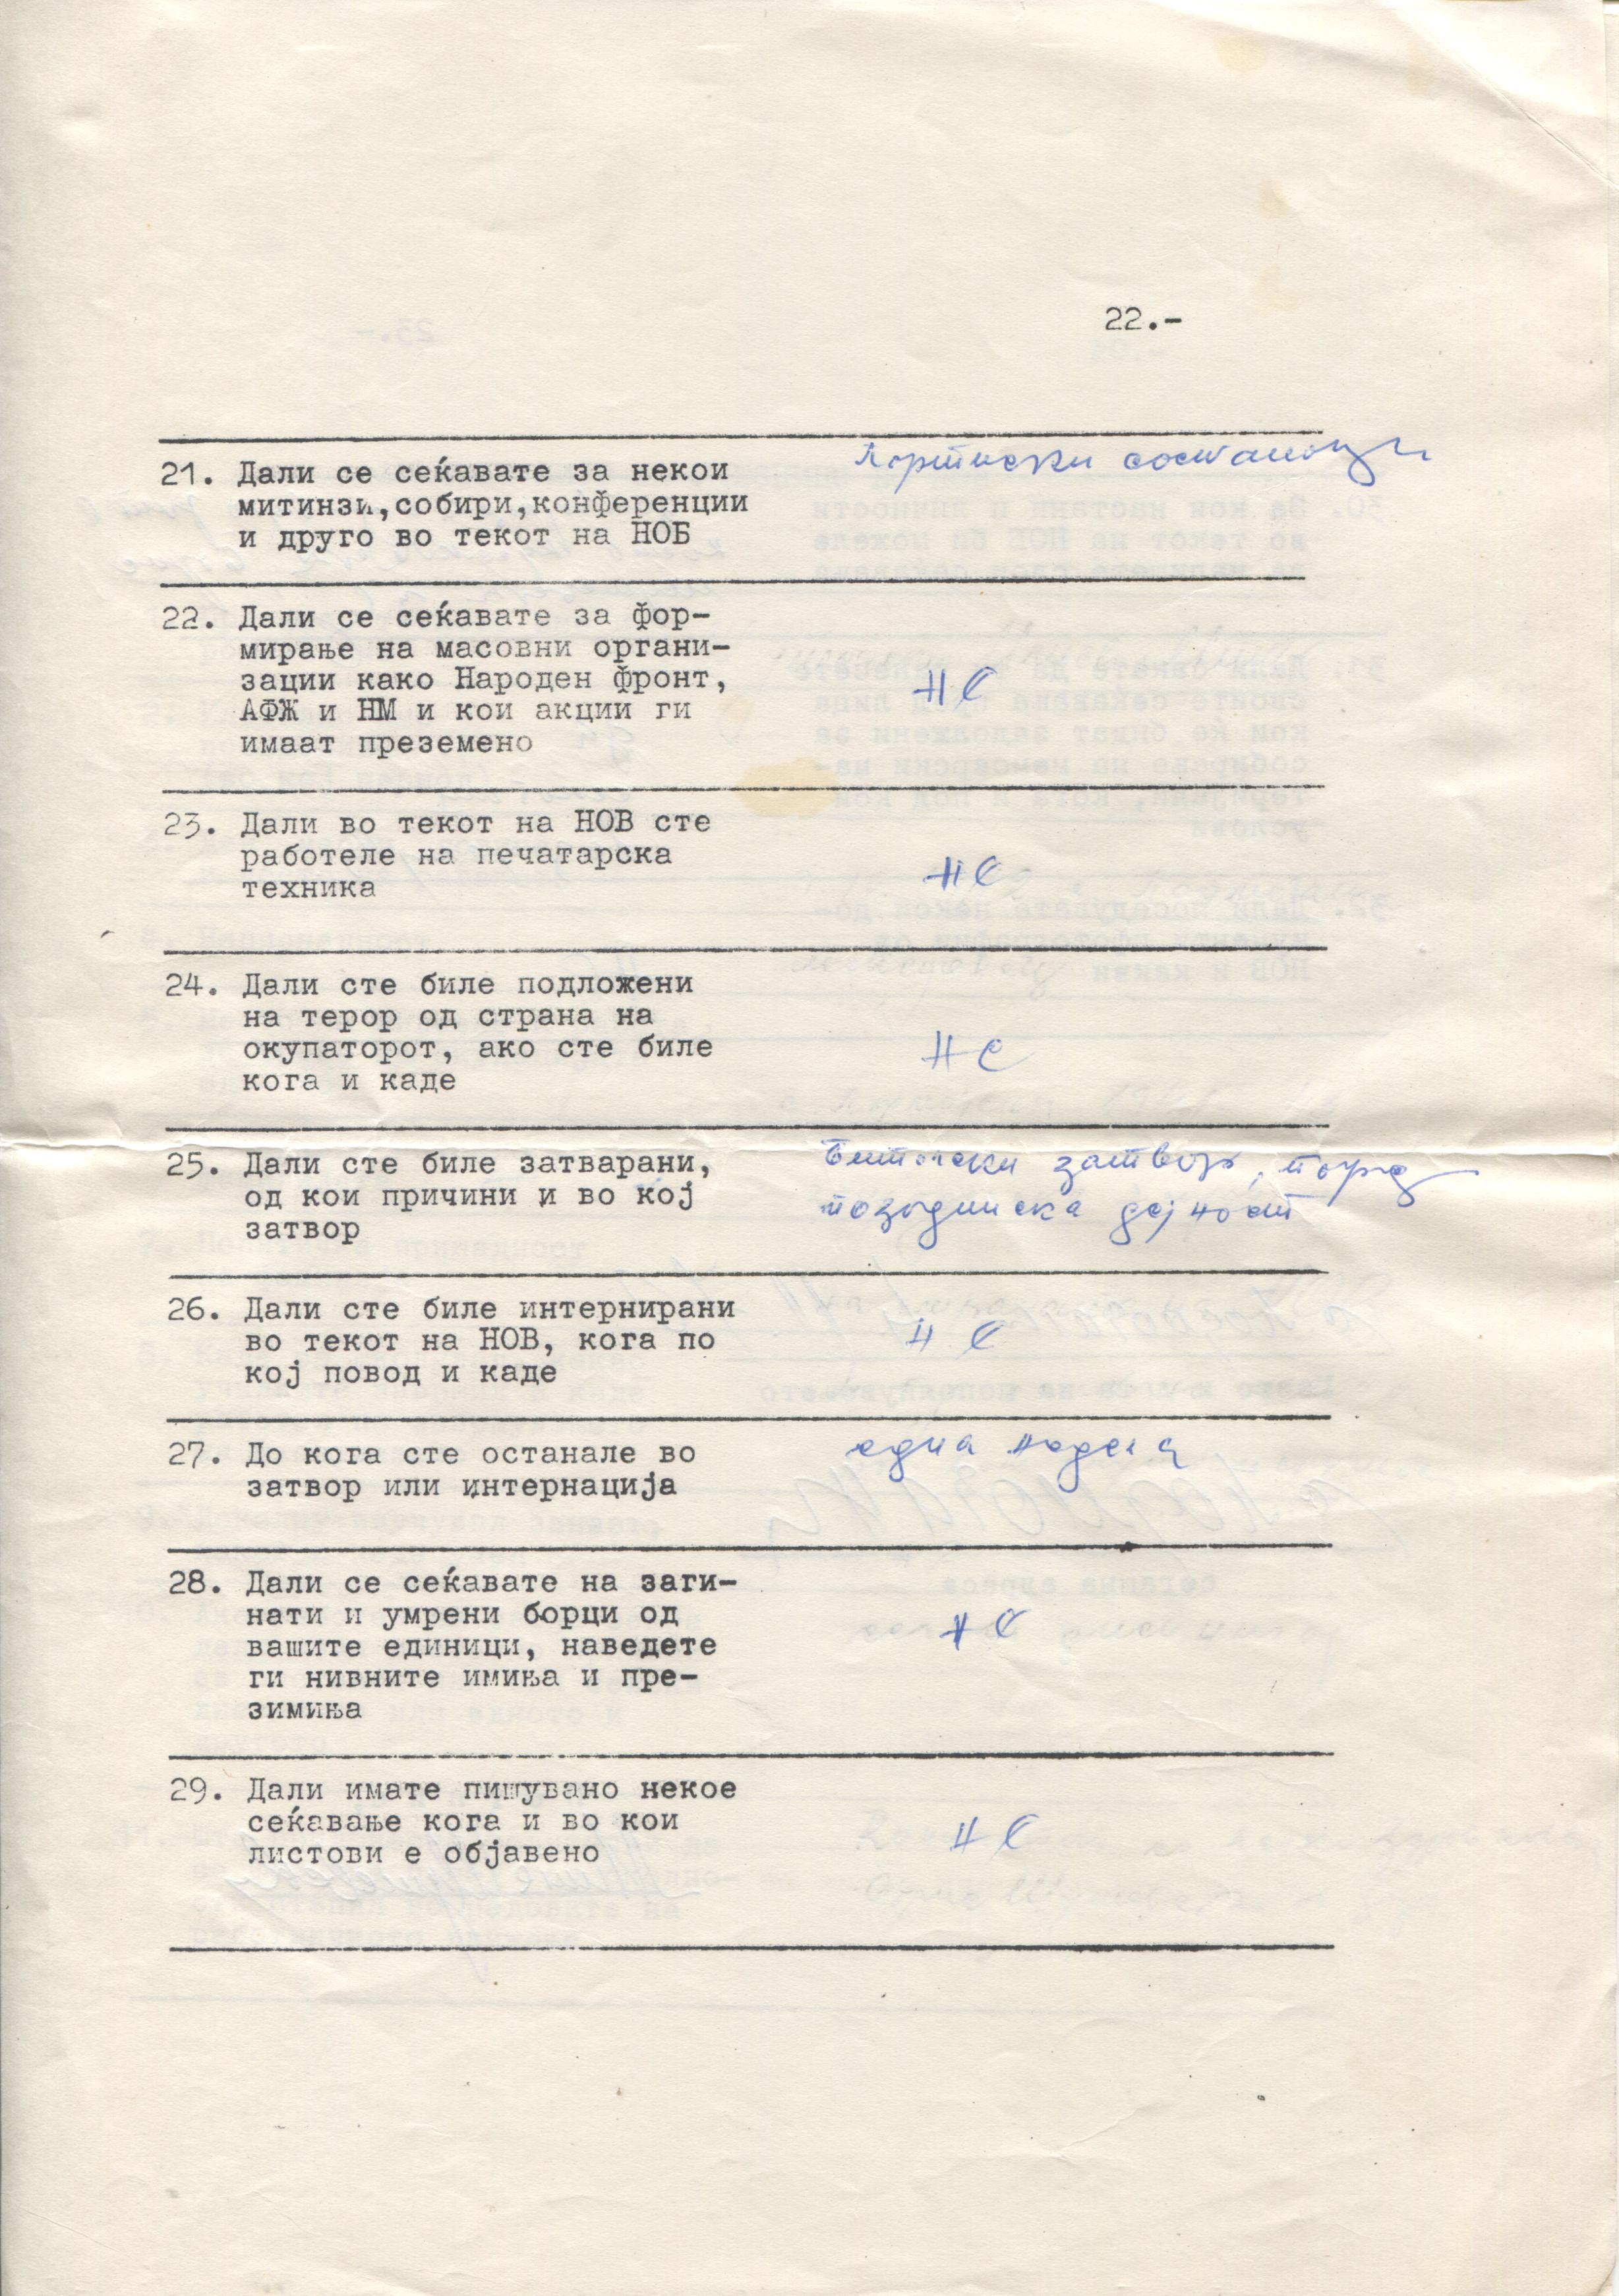 22.-
21. Дали се сеќавате за некои
митинзи,собири,конференции
и друго во текот на НОБ
Партиски состаноци
22. Дали се сеќавате за фор-
мирање на масовни органи-
зации како Народен фронт,
АФЖ и НМ и кои акции ги
имаат преземено
НЕ
23. Дали во текот на НОВ сте
работеле на печатарска
техника
НЕ
24. Дали сте биле подложени
на терор од страна на
окупаторот, ако сте биле
кога и каде
НЕ
25. Дали сте биле затварани,
од кои причини и во кој
затвор
Битолски затвор, поради
позадинска дејност
26. Дали сте биле интернирани
во текот на НОВ, кога по
кој повод и каде
НЕ
27. До кога сте останале во
затвор или интернација
една недела
28. Дали се сеќавате на заги-
нати и умрени борци од
вашите единици, наведете
ги нивните имиња и пре-
зимиња
НЕ
29. Дали имате пишувано некое
сеќавање кога и во кои
листови е објавено
НЕ